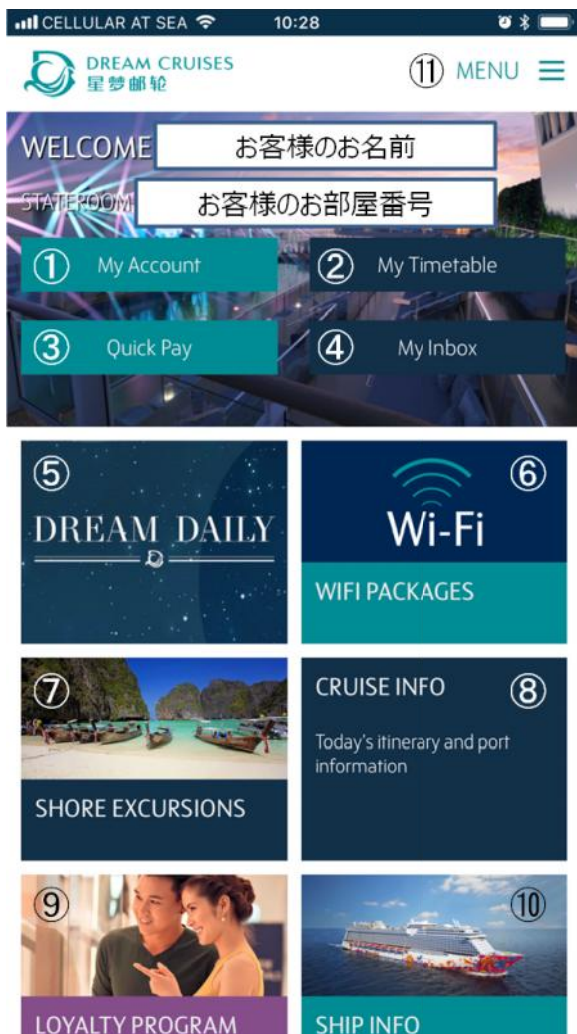 CELLULAR AT SEA 10:28
DREAM CRUISES
星梦邮轮
⑪ MENU
WELCOME お客様のお名前
STATEROOM お客様のお部屋番号
① My Account
② My Timetable
③ Quick Pay
④ My Inbox
⑤
DREAM DAILY
⑥
Wi-Fi
WIFI PACKAGES
⑦
SHORE EXCURSIONS
CRUISE INFO ⑧
Today's itinerary and port
information
⑨
LOYALTY PROGRAM
⑩
SHIP INFO